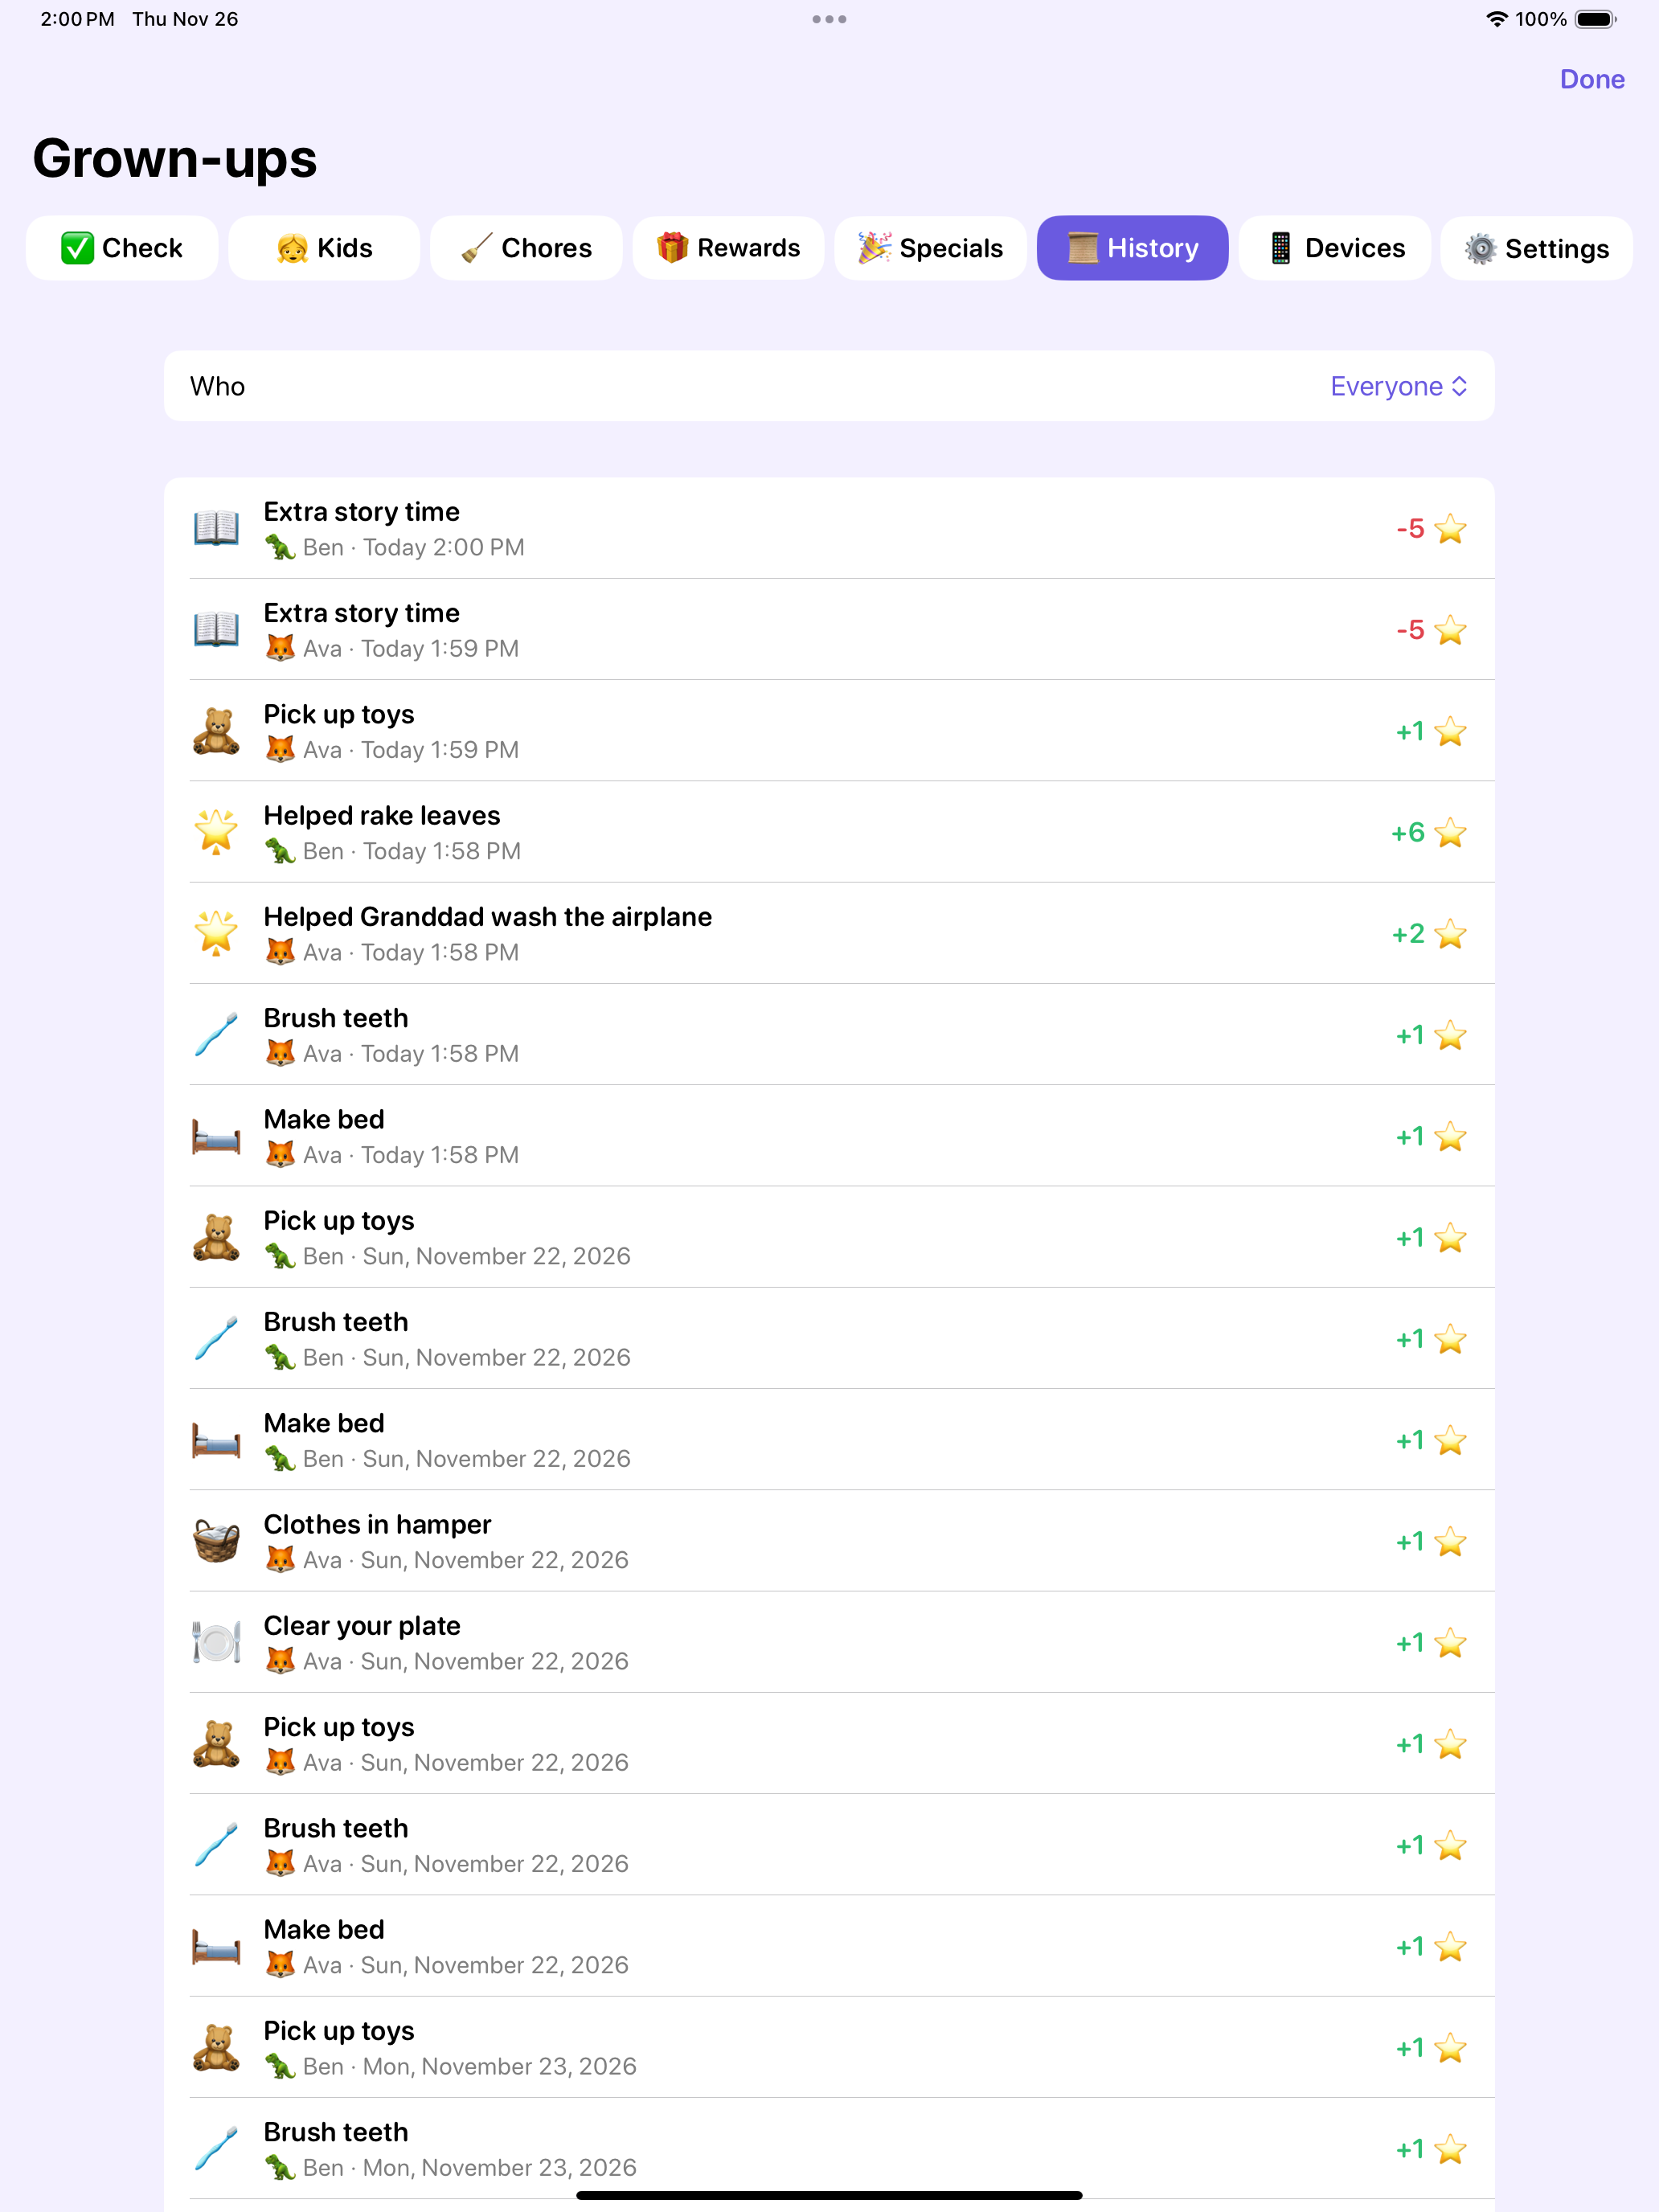 2:00 PM Thu Nov 26
100%
Done
Grown-ups
Check
Kids
Chores
Rewards
Specials
History
Devices
Settings
Who
Everyone
Extra story time
-5
Ben · Today 2:00 PM
Extra story time
-5
Ava · Today 1:59 PM
Pick up toys
+1
Ava · Today 1:59 PM
Helped rake leaves
+6
Ben · Today 1:58 PM
Helped Granddad wash the airplane
+2
Ava · Today 1:58 PM
Brush teeth
+1
Ava · Today 1:58 PM
Make bed
+1
Ava · Today 1:58 PM
Pick up toys
+1
Ben · Sun, November 22, 2026
Brush teeth
+1
Ben · Sun, November 22, 2026
Make bed
+1
Ben · Sun, November 22, 2026
Clothes in hamper
+1
Ava · Sun, November 22, 2026
Clear your plate
+1
Ava · Sun, November 22, 2026
Pick up toys
+1
Ava · Sun, November 22, 2026
Brush teeth
+1
Ava · Sun, November 22, 2026
Make bed
+1
Ava · Sun, November 22, 2026
Pick up toys
+1
Ben · Mon, November 23, 2026
Brush teeth
+1
Ben · Mon, November 23, 2026